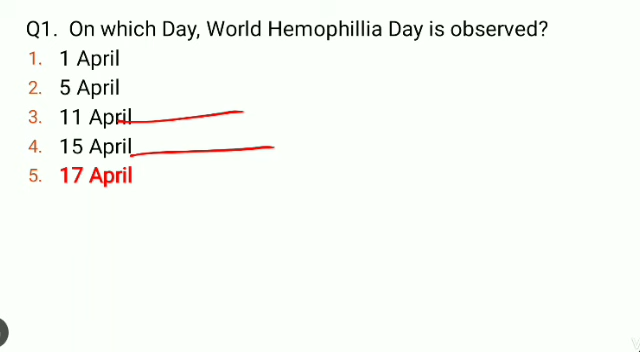 Q1. On which Day, World Hemophillia Day is observed?
1. 1 April
2. 5 April
3. 11 April
4. 15 April
5. 17 April